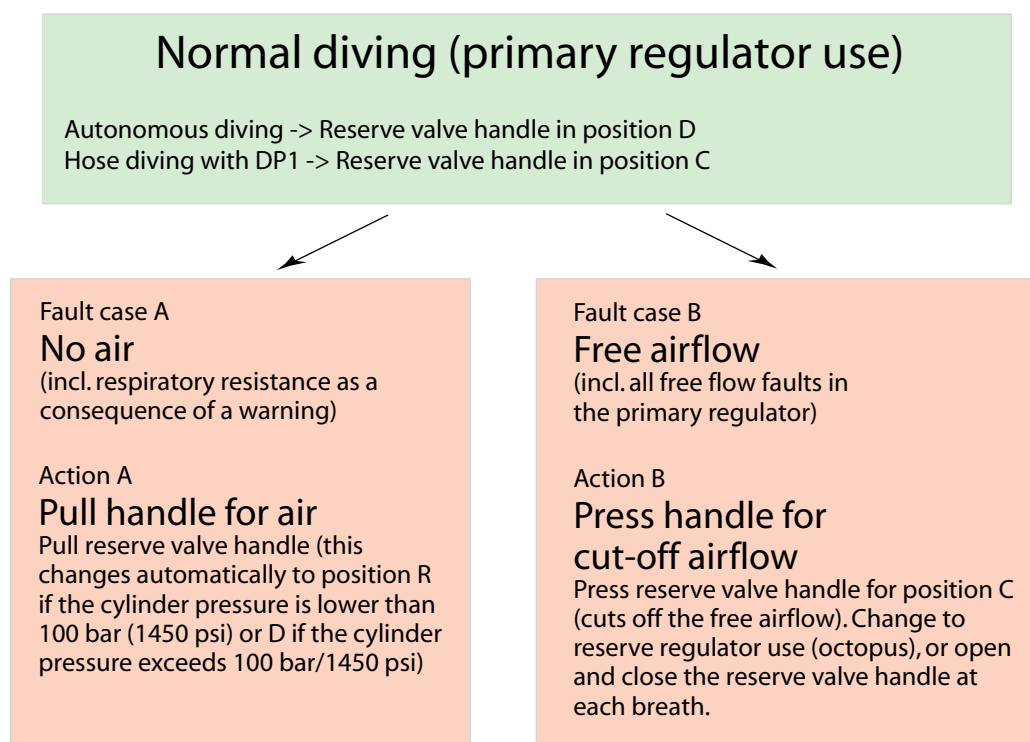 Normal diving (primary regulator use)
Autonomous diving -> Reserve valve handle in position D
Hose diving with DP1 -> Reserve valve handle in position C
Fault case A
No air
(incl. respiratory resistance as a
consequence of a warning)
Action A
Pull handle for air
Pull reserve valve handle (this
changes automatically to position R
if the cylinder pressure is lower than
100 bar (1450 psi) or D if the cylinder
pressure exceeds 100 bar/1450 psi)
Fault case B
Free airflow
(incl. all free flow faults in
the primary regulator)
Action B
Press handle for
cut-off airflow
Press reserve valve handle for position C
(cuts off the free airflow). Change to
reserve regulator use (octopus), or open
and close the reserve valve handle at
each breath.